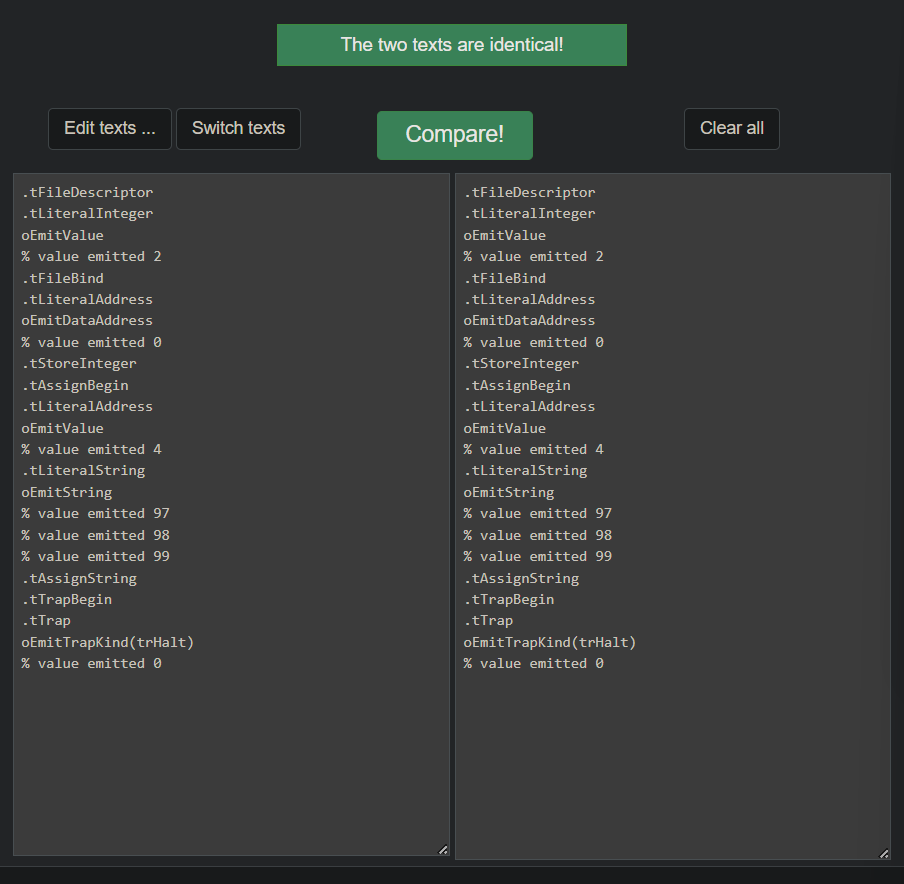 The two texts are identical!
Edit texts ...
Switch texts
Compare!
Clear all
.tFileDescriptor
.tLiteralInteger
oEmitValue
% value emitted 2
.tFileBind
.tLiteralAddress
oEmitDataAddress
% value emitted 0
.tStoreInteger
.tAssignBegin
.tLiteralAddress
oEmitValue
% value emitted 4
.tLiteralString
oEmitString
% value emitted 97
% value emitted 98
% value emitted 99
.tAssignString
.tTrapBegin
.tTrap
oEmitTrapKind(trHalt)
% value emitted 0
.tFileDescriptor
.tLiteralInteger
oEmitValue
% value emitted 2
.tFileBind
.tLiteralAddress
oEmitDataAddress
% value emitted 0
.tStoreInteger
.tAssignBegin
.tLiteralAddress
oEmitValue
% value emitted 4
.tLiteralString
oEmitString
% value emitted 97
% value emitted 98
% value emitted 99
.tAssignString
.tTrapBegin
.tTrap
oEmitTrapKind(trHalt)
% value emitted 0